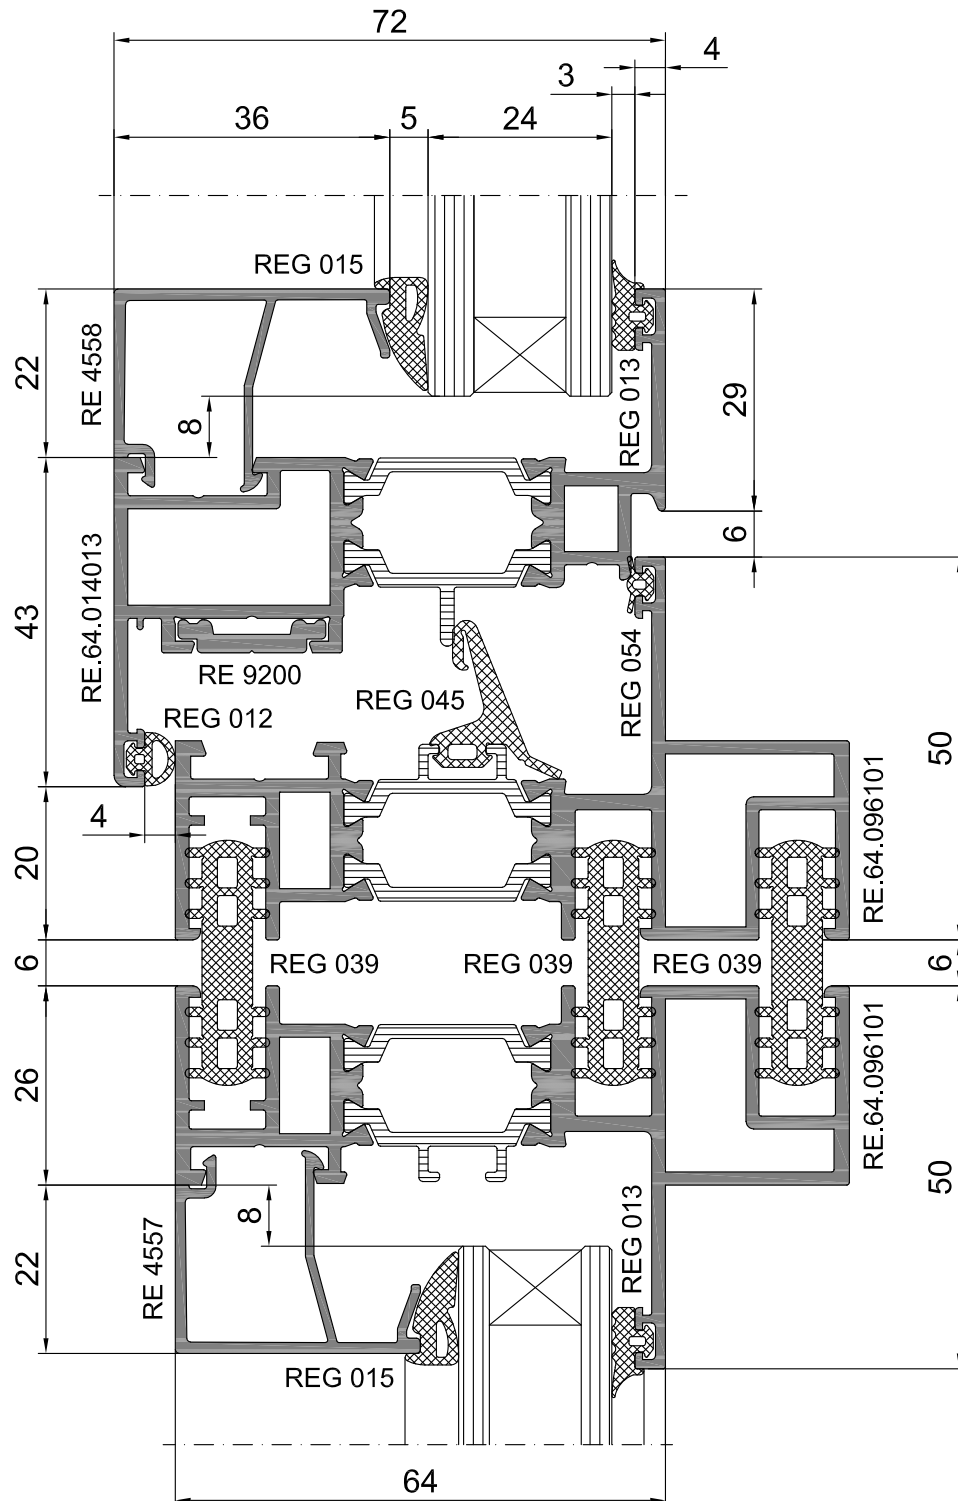 72
4
3
36
5
24
REG 015
22
RE 4558
8
REG 013
29
6
43
RE.64.014013
RE 9200
REG 045
REG 054
REG 012
4
50
20
RE.64.096101
6
REG 039
REG 039
REG 039
6
26
RE.64.096101
8
REG 013
50
22
RE 4557
REG 015
64